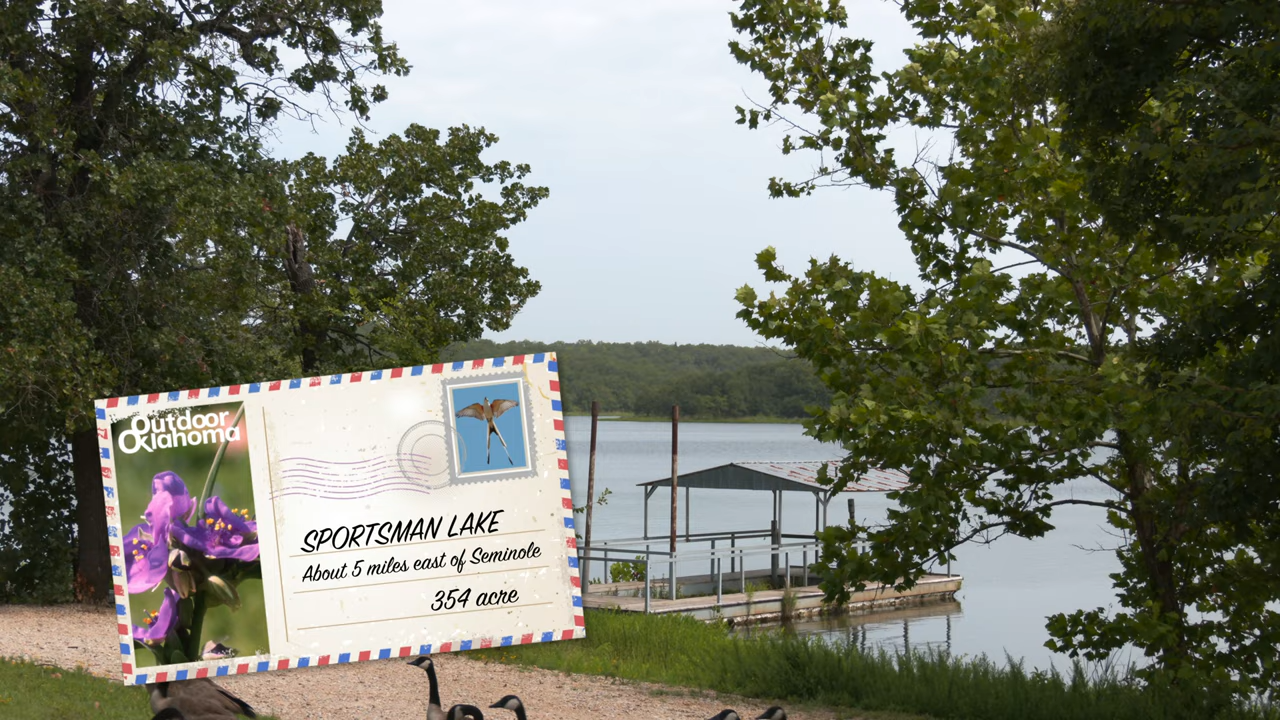 Outdoor
Oklahoma
SPORTSMAN LAKE
About 5 miles east of Seminole
354 acre